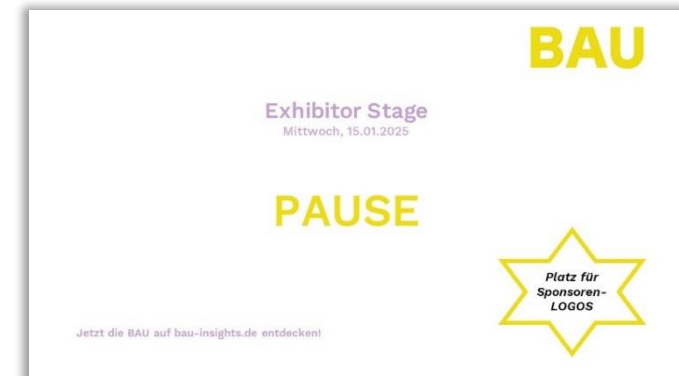 BAU
Exhibitor Stage
Mittwoch, 15.01.2025
PAUSE
Platz für
Sponsoren-
LOGOS
Jetzt die BAU auf bau-insights.de entdecken!